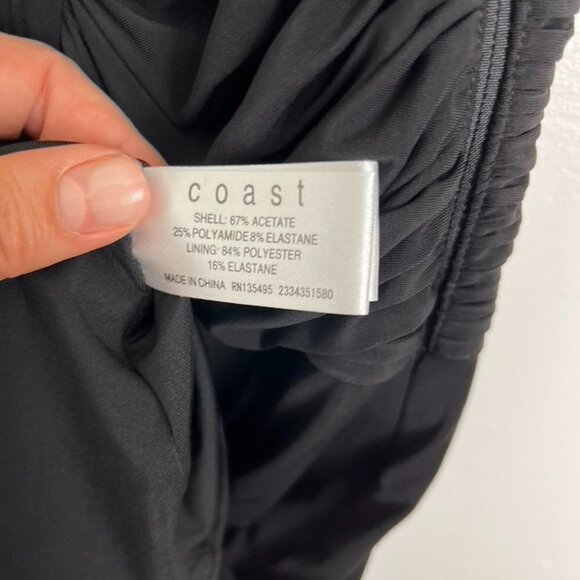 coast
SHELL: 67% ACETATE
25% POLYAMIDE 8% ELASTANE
LINING: 84% POLYESTER
16% ELASTANE
MADE IN CHINA RN135495 2334351580